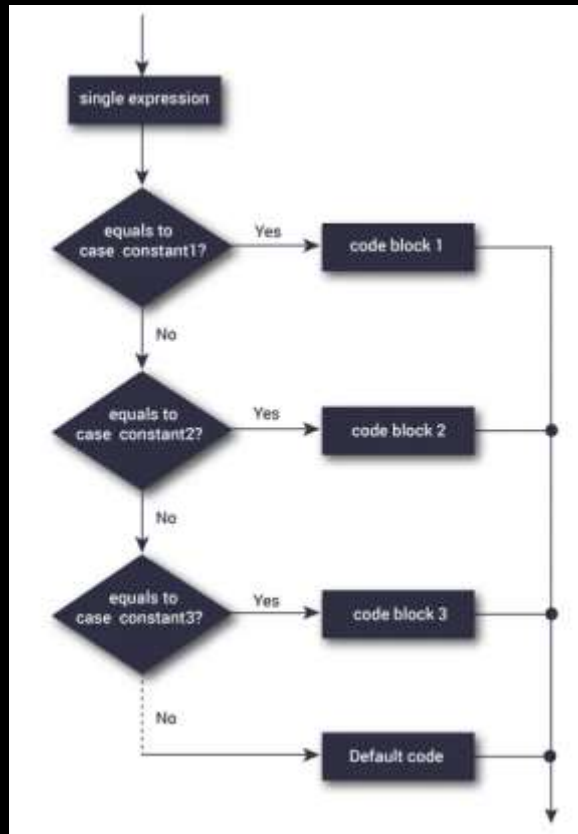 single expression
equals to
case constant1?
Yes
code block 1
No
equals to
case constant2?
Yes
code block 2
No
equals to
case constant3?
Yes
code block 3
No
Default code